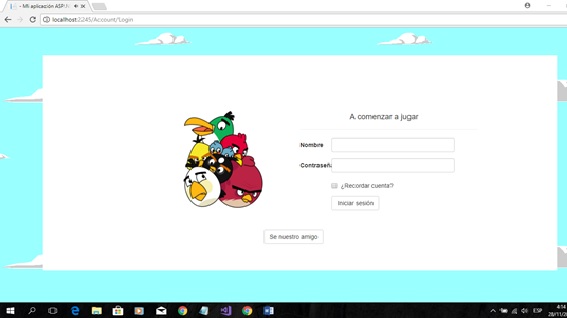 - Mi aplicación ASP.N
localhost:2245/Account/Login
A. comenzar a jugar
Nombre
Contraseña
¿Recordar cuenta?
Iniciar sesión
Se nuestro amigo
ESP
4:14
28/11/2